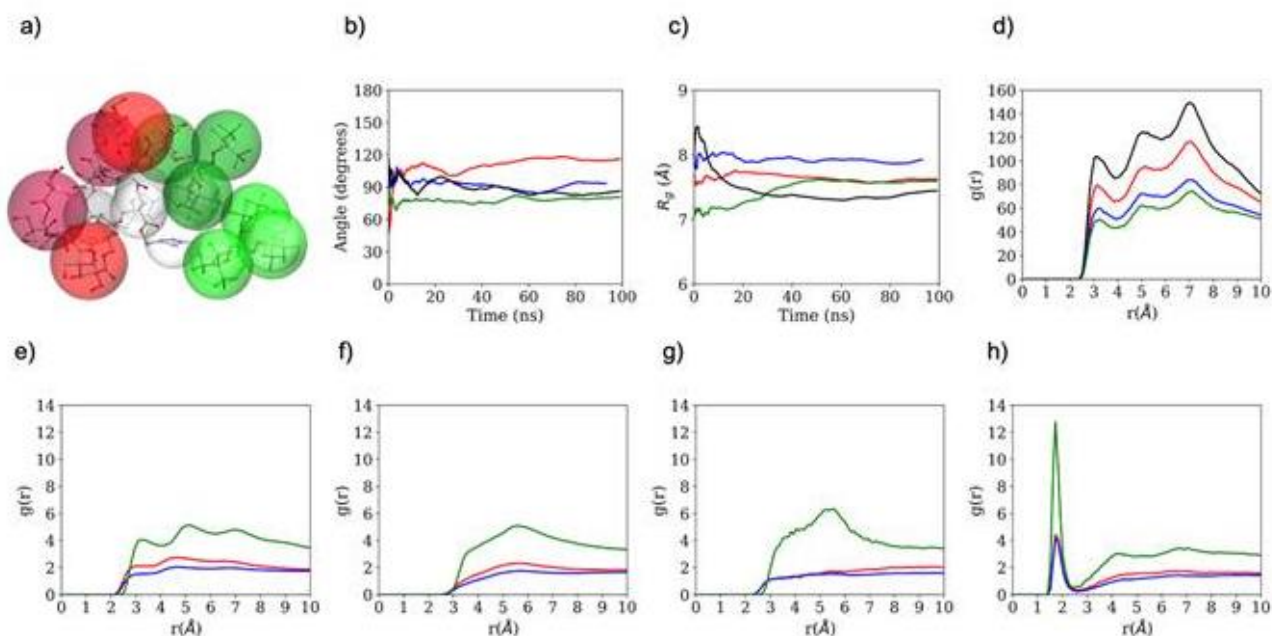 a)
b)
c)
d)
180
150
120
90
60
30
0
Angle (degrees)
0 20 40 60 80 100
Time (ns)
9
8
7
6
Rg (Å)
0 20 40 60 80 100
Time (ns)
160
140
120
100
80
60
40
20
0
g(r)
0 1 2 3 4 5 6 7 8 9 10
r(Å)
e)
f)
g)
h)
14
12
10
8
6
4
2
0
g(r)
0 1 2 3 4 5 6 7 8 9 10
r(Å)
14
12
10
8
6
4
2
0
g(r)
0 1 2 3 4 5 6 7 8 9 10
r(Å)
14
12
10
8
6
4
2
0
g(r)
0 1 2 3 4 5 6 7 8 9 10
r(Å)
14
12
10
8
6
4
2
0
g(r)
0 1 2 3 4 5 6 7 8 9 10
r(Å)